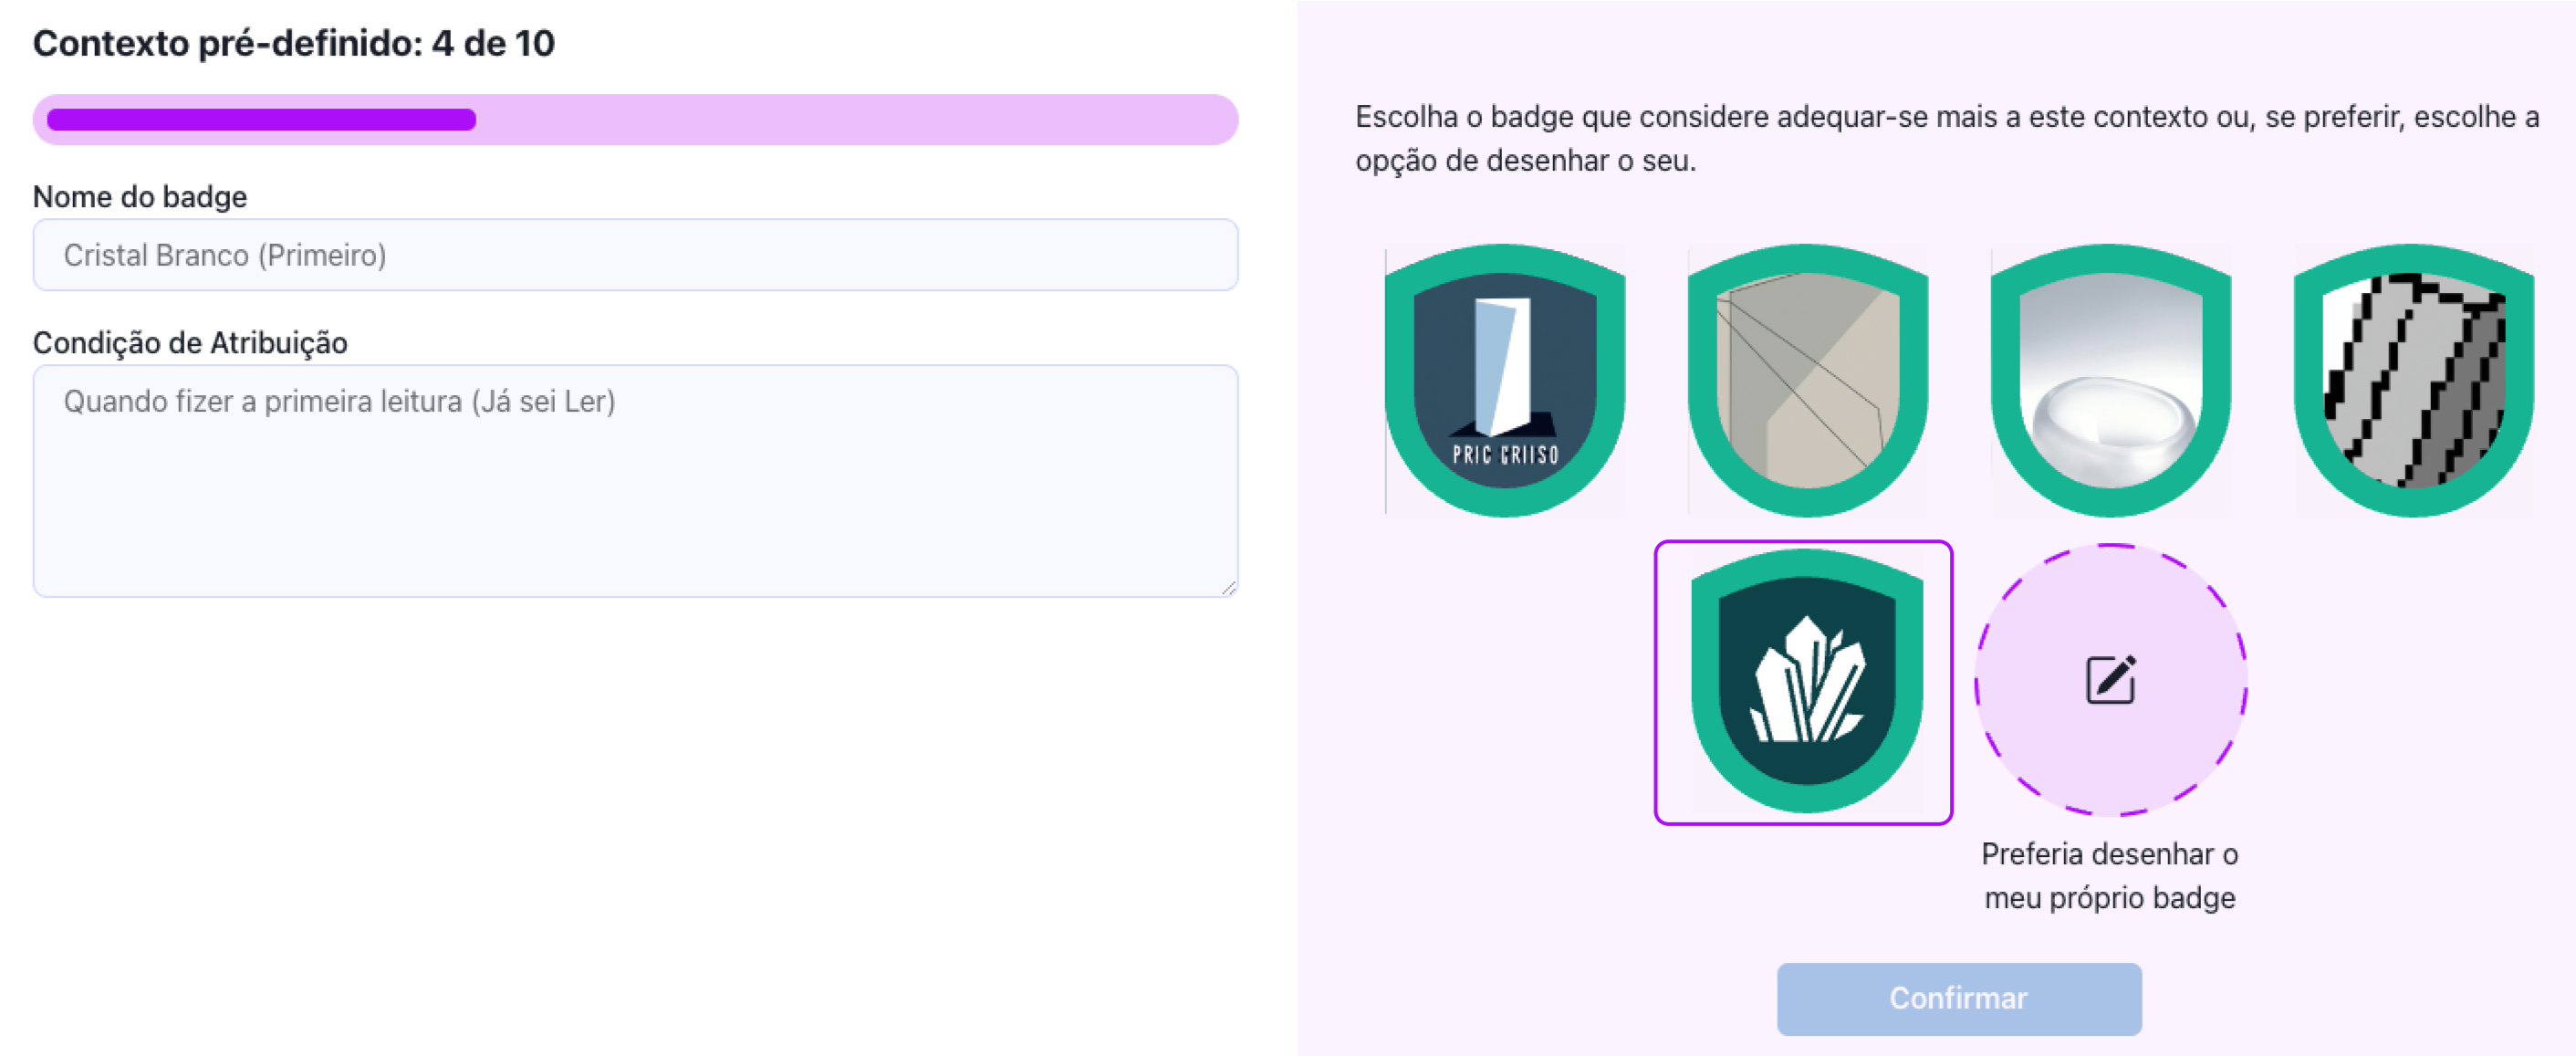 Contexto pré-definido: 4 de 10
Nome do badge
Cristal Branco (Primeiro)
Condição de Atribuição
Quando fizer a primeira leitura (Já sei Ler)
Escolha o badge que considere adequar-se mais a este contexto ou, se preferir, escolhe a
opção de desenhar o seu.
PRIC GRIISO
Preferia desenhar o
meu próprio badge
Confirmar